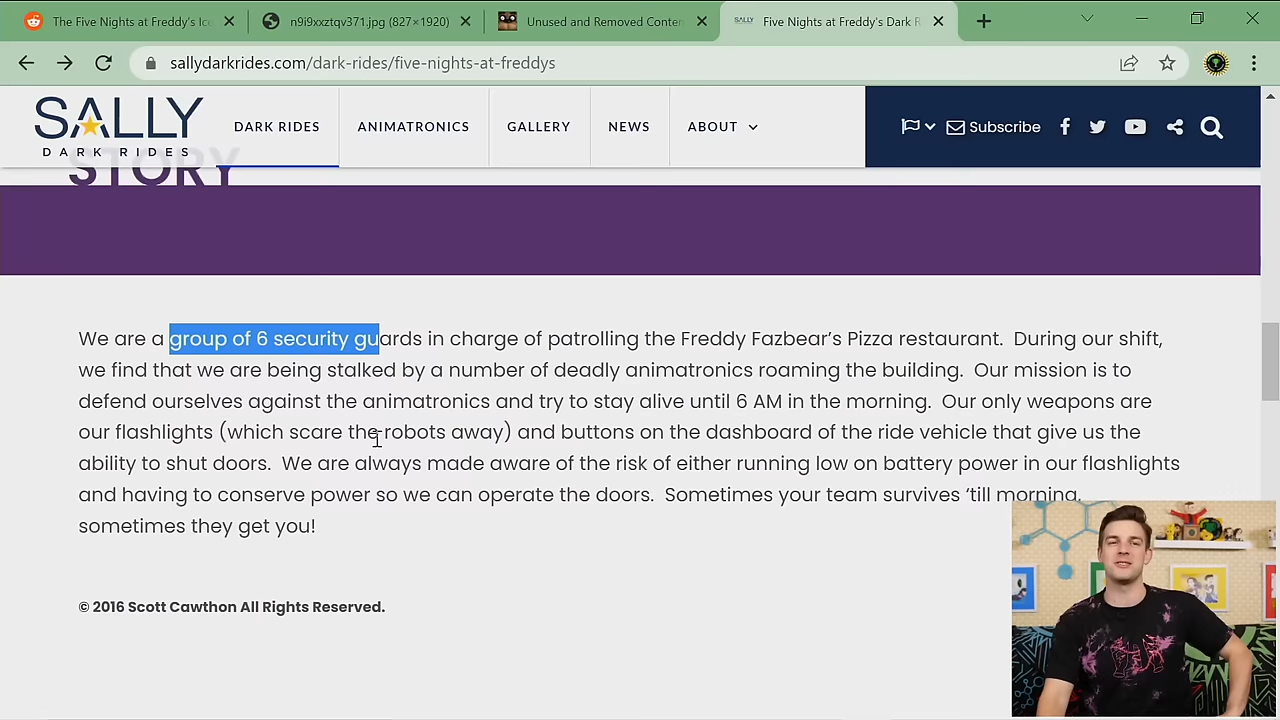 The Five Nights at Freddy's Ice
n9i9xxztqv371.jpg (827×1920)
Unused and Removed Conten
SALLY
Five Nights at Freddy's Dark R
sallydarkrides.com/dark-rides/five-nights-at-freddys
SALLY
DARK RIDES
DARK RIDES
ANIMATRONICS
GALLERY
NEWS
ABOUT
Subscribe
STORY
We are a group of 6 security guards in charge of patrolling the Freddy Fazbear’s Pizza restaurant.  During our shift,
we find that we are being stalked by a number of deadly animatronics roaming the building.  Our mission is to
defend ourselves against the animatronics and try to stay alive until 6 AM in the morning.  Our only weapons are
our flashlights (which scare the robots away) and buttons on the dashboard of the ride vehicle that give us the
ability to shut doors.  We are always made aware of the risk of either running low on battery power in our flashlights
and having to conserve power so we can operate the doors.  Sometimes your team survives ‘till morning,
sometimes they get you!
© 2016 Scott Cawthon All Rights Reserved.